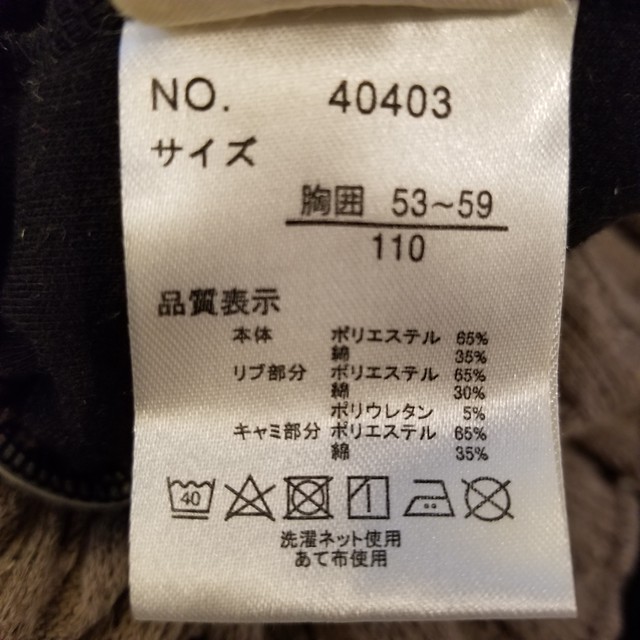 NO. 40403
サイズ
胸囲 53~59
110
品質表示
本体 ポリエステル 65%
綿 35%
リブ部分 ポリエステル 65%
綿 30%
ポリウレタン 5%
キャミ部分 ポリエステル 65%
綿 35%
40
洗濯ネット使用
あて布使用